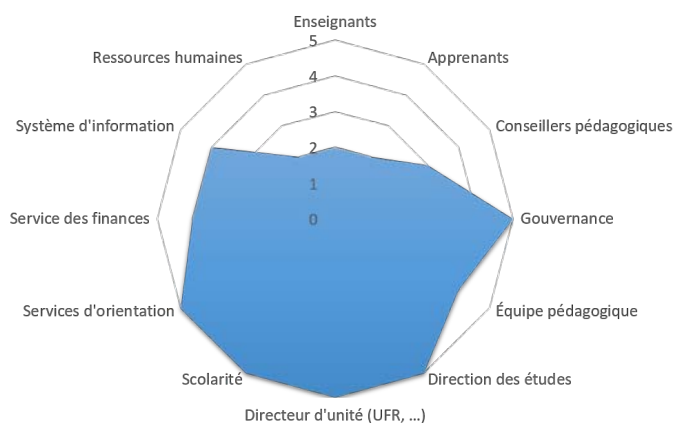 Enseignants
5
Ressources humaines
Apprenants
4
3
Système d'information
Conseillers pédagogiques
2
1
Service des finances
0
Gouvernance
Services d'orientation
Équipe pédagogique
Scolarité
Direction des études
Directeur d'unité (UFR, ...)